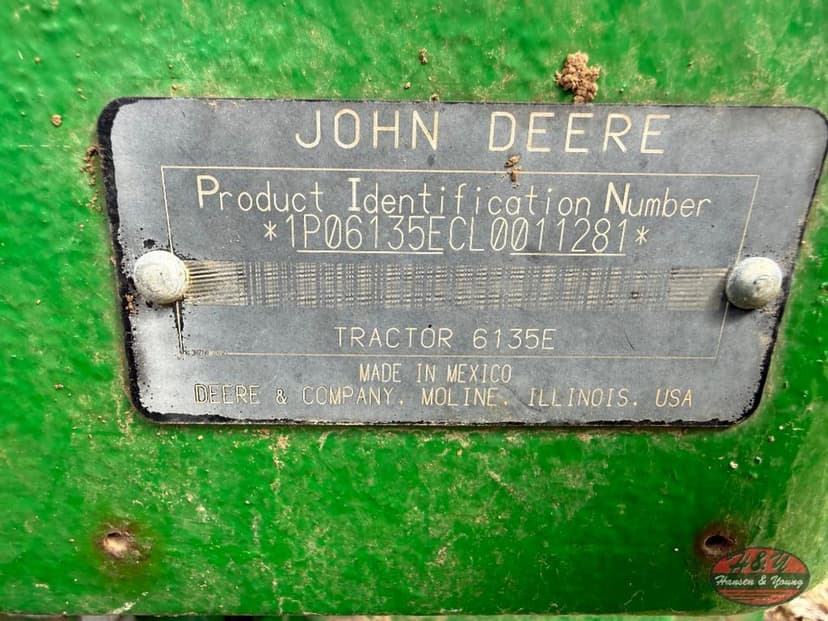 JOHN DEERE
Product Identification Number
*1P06135ECL0011281*
TRACTOR 6135E
MADE IN MEXICO
DEERE & COMPANY, MOLINE, ILLINOIS, USA
H&Y
Hansen & Young